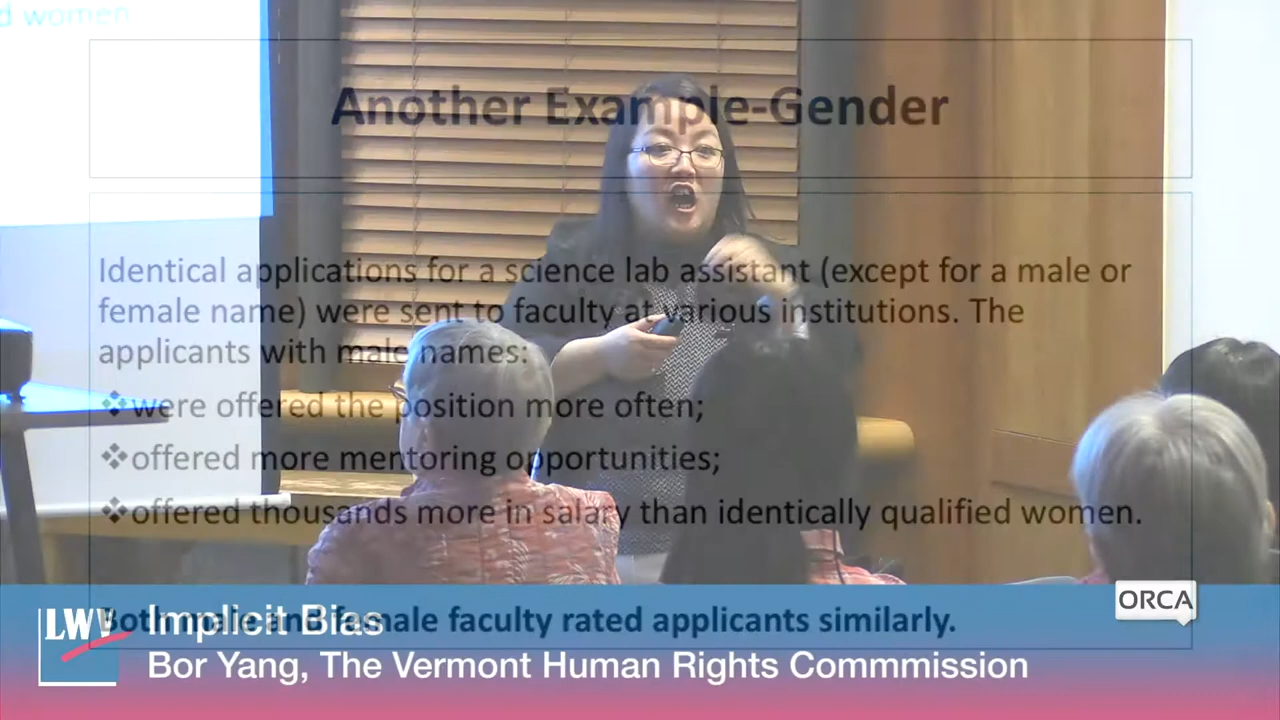 d women
Another Example-Gender
Identical applications for a science lab assistant (except for a male or
female name) were sent to faculty at various institutions. The
applicants with male names:
❖were offered the position more often;
❖offered more mentoring opportunities;
❖offered thousands more in salary than identically qualified women.
Both male and female faculty rated applicants similarly.
LWV
Implicit Bias
Bor Yang, The Vermont Human Rights Commmission
ORCA